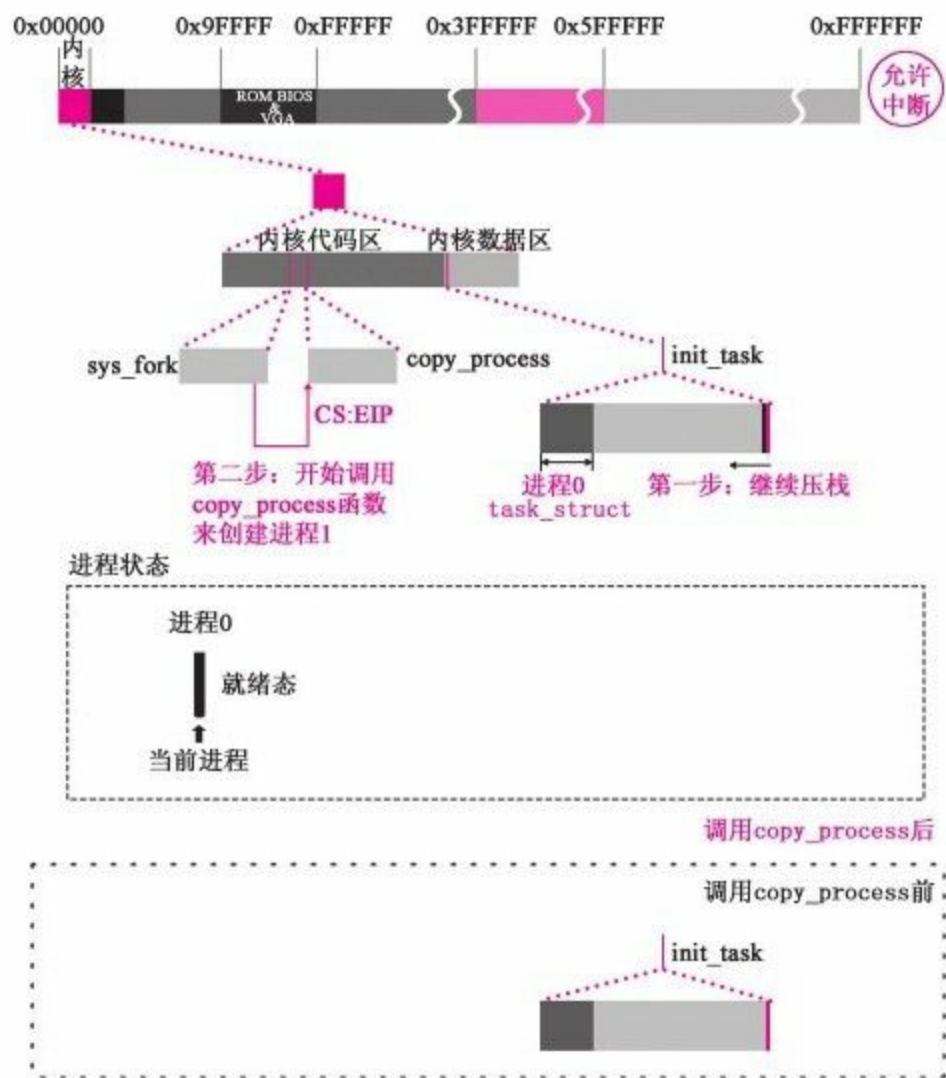 0x00000 0x9FFFF 0xFFFFF 0x3FFFFF 0x5FFFFF 0xFFFFFF
内核
ROM BIOS
&
VGA
允许
中断
内核代码区 内核数据区
sys_fork
copy_process
init_task
CS:EIP
第二步：开始调用
copy_process函数
来创建进程1
进程0
task_struct
第一步：继续压栈
进程状态
进程0
就绪态
当前进程
调用copy_process后
调用copy_process前
init_task